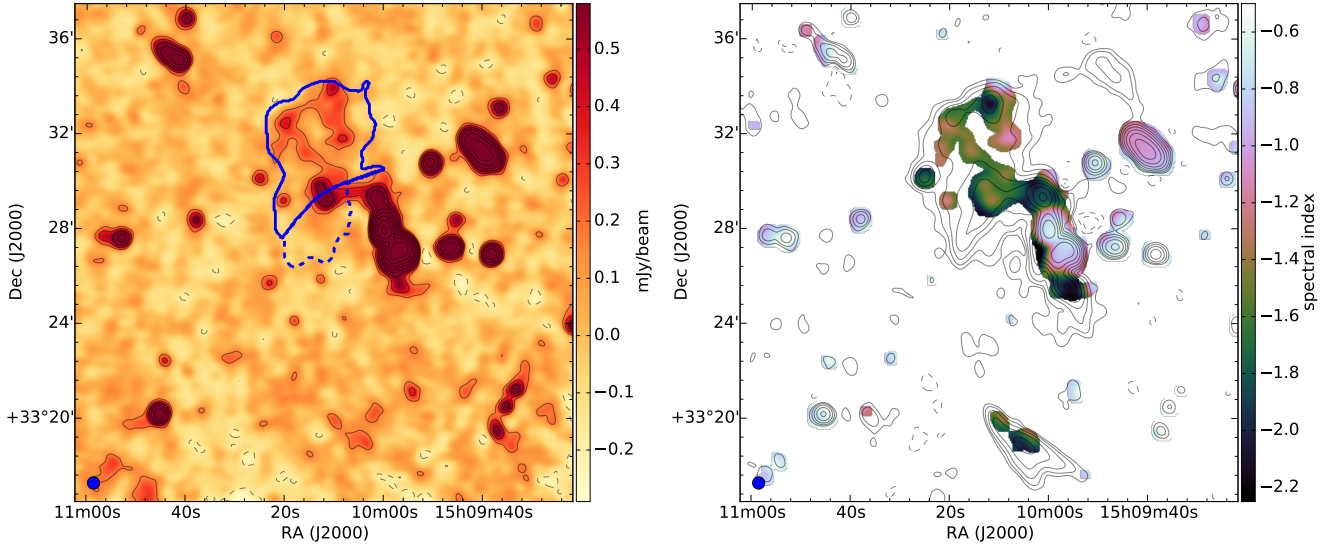 36'
32'
28'
24'
+33°20'
Dec (J2000)
11m00s
40s
20s
10m00s
15h09m40s
RA (J2000)
0.5
0.4
0.3
0.2
0.1
0.0
−0.1
−0.2
mJy/beam
36'
32'
28'
24'
+33°20'
Dec (J2000)
11m00s
40s
20s
10m00s
15h09m40s
RA (J2000)
−0.6
−0.8
−1.0
−1.2
−1.4
−1.6
−1.8
−2.0
−2.2
spectral index